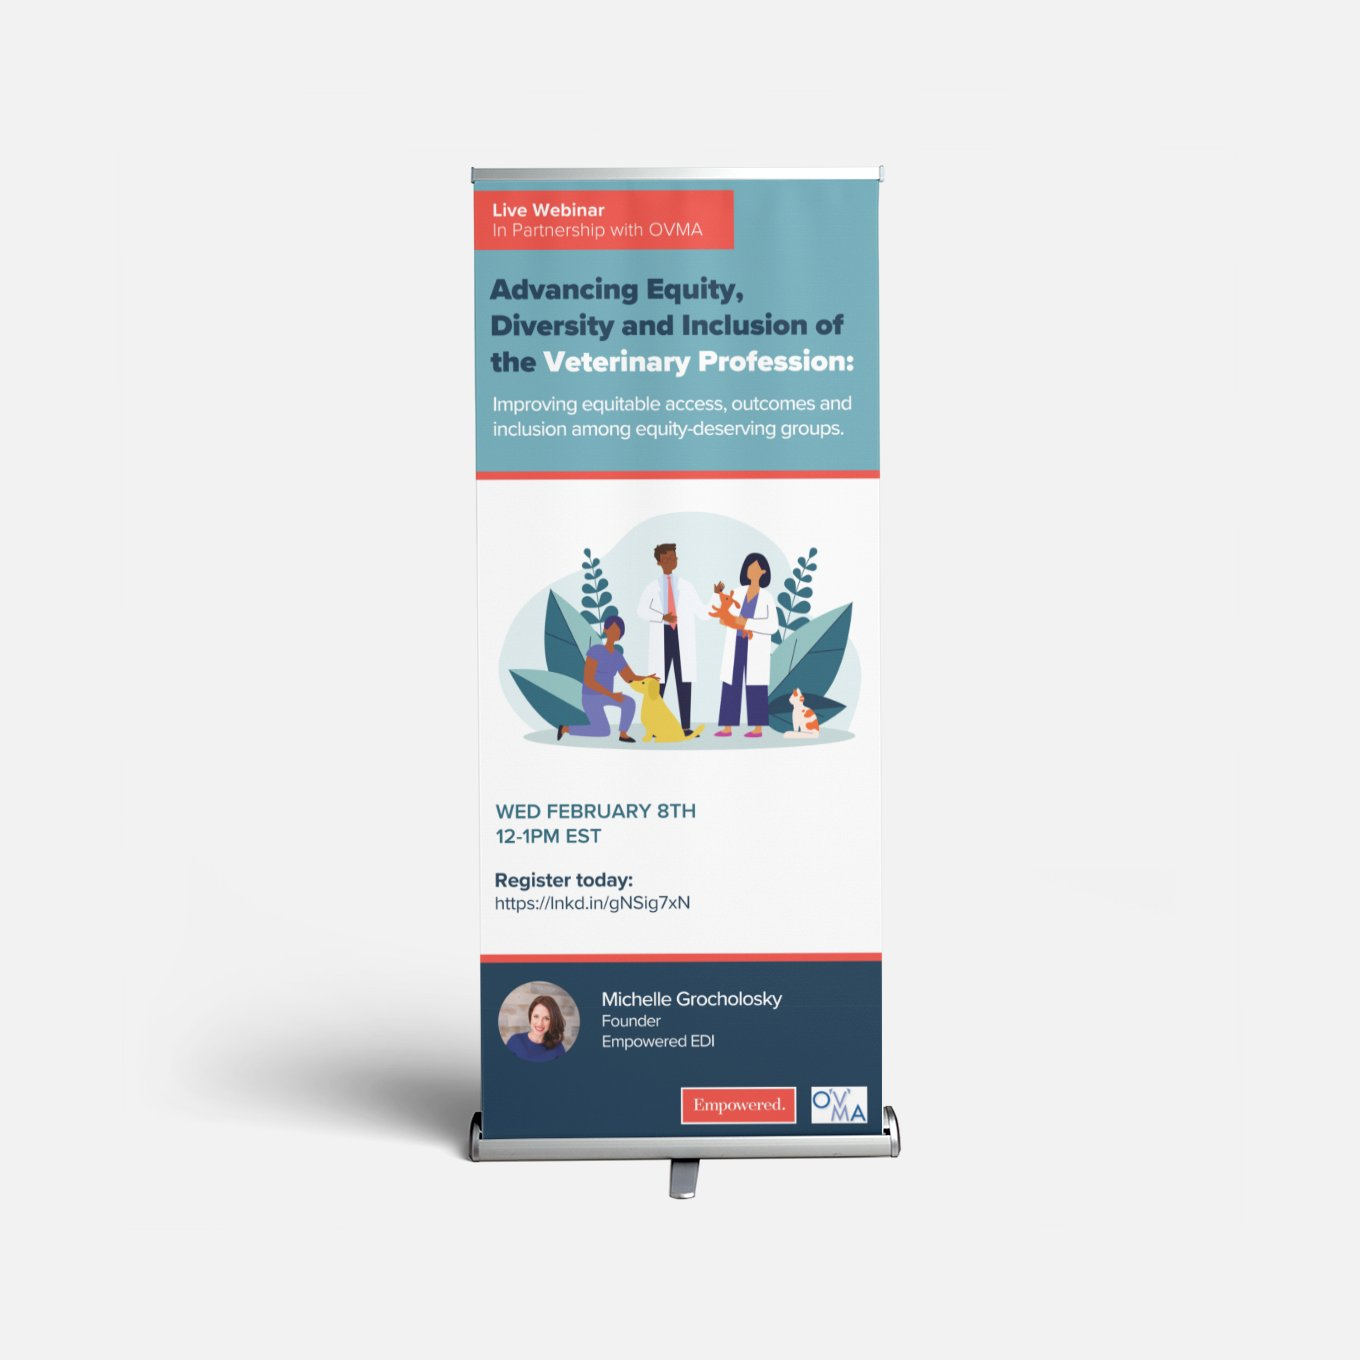 Live Webinar
In Partnership with OVMA
Advancing Equity,
Diversity and Inclusion of
the Veterinary Profession:
Improving equitable access, outcomes and
inclusion among equity-deserving groups.
WED FEBRUARY 8TH
12-1PM EST
Register today:
https://lnkd.in/gNSig7xN
Michelle Grocholosky
Founder
Empowered EDI
Empowered.
OVMA